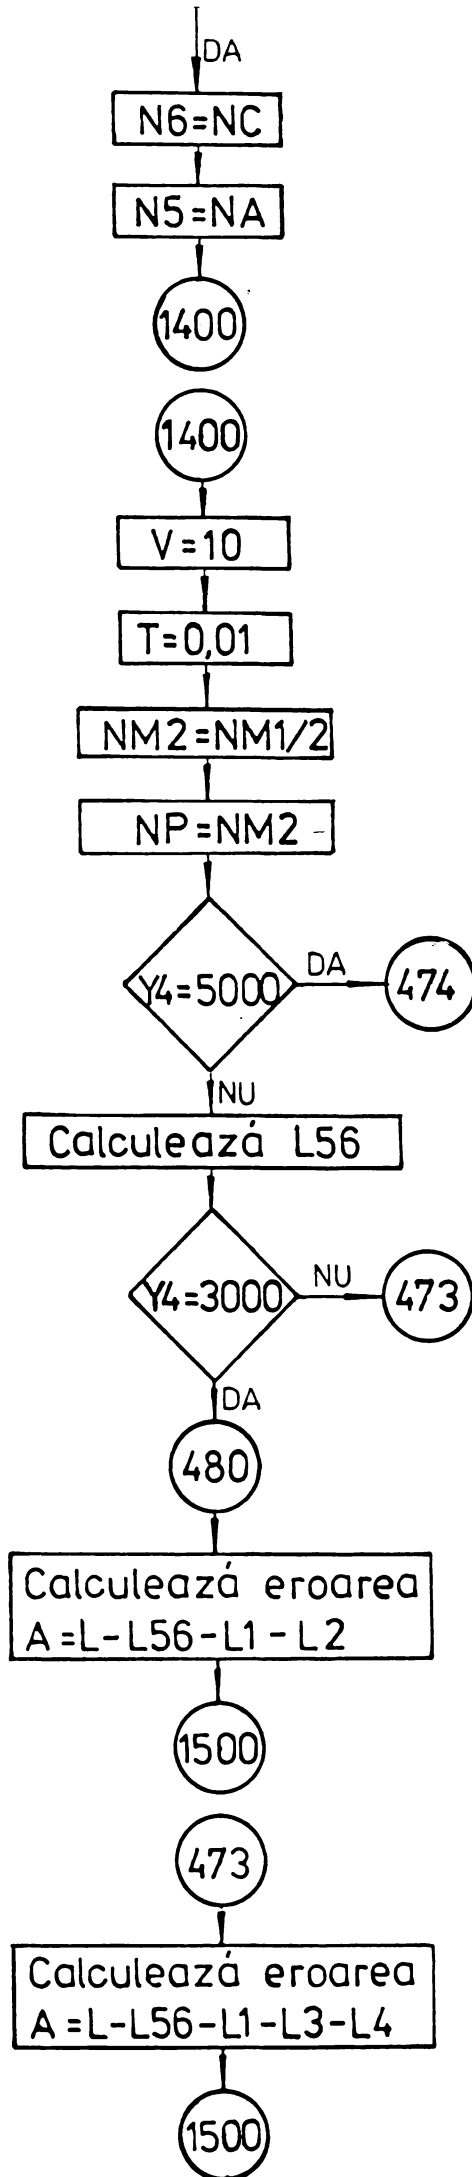 DA
N6=NC
N5=NA
1400
1400
V=10
T=0,01
NM2=NM1/2
NP=NM2
Y4=5000
DA
474
NU
Calculează L56
Y4=3000
NU
473
DA
480
Calculează eroarea
A=L-L56-L1-L2
1500
473
Calculează eroarea
A=L-L56-L1-L3-L4
1500